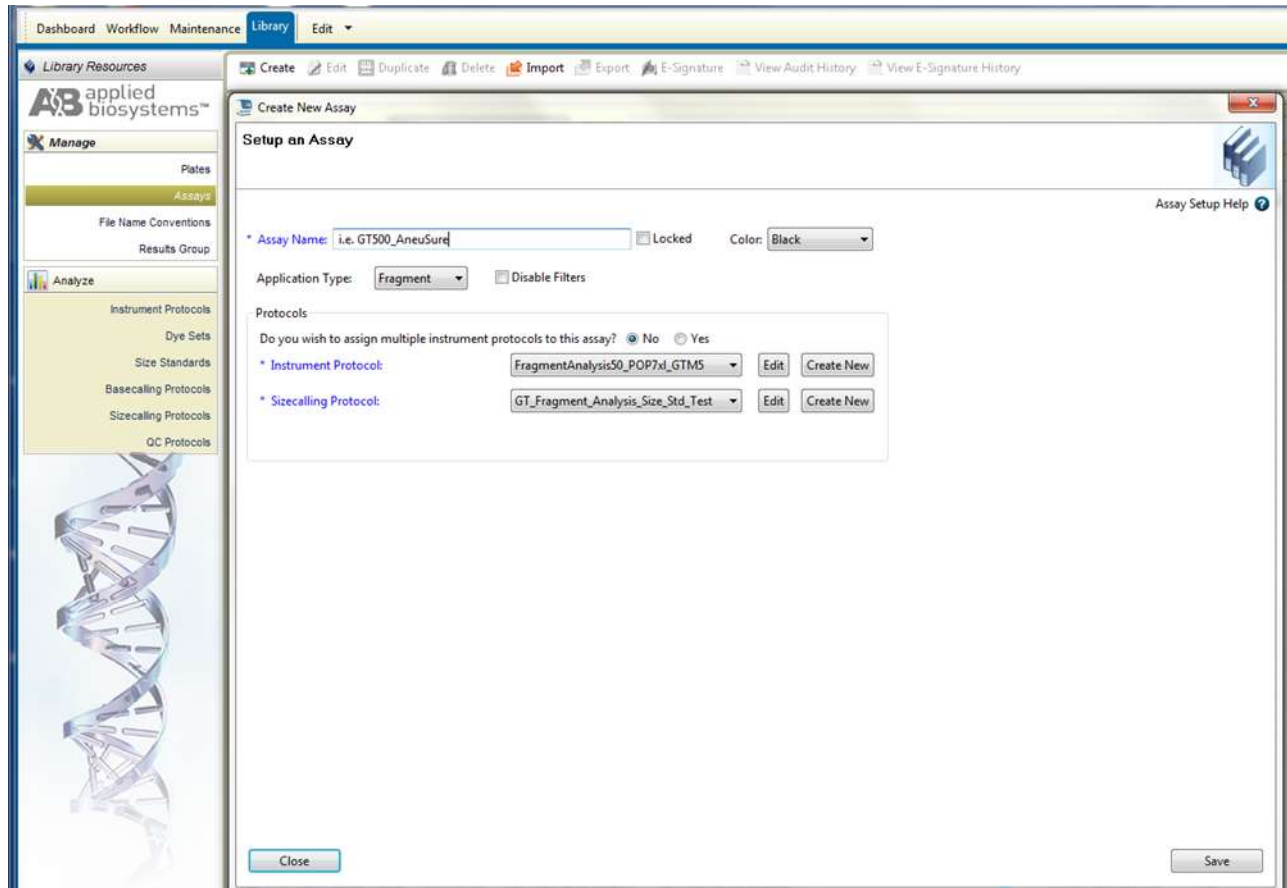 Dashboard Workflow Maintenance Library Edit
Library Resources
Create Edit Duplicate Delete Import Export E-Signature View Audit History View E-Signature History
AB applied biosystems™
Create New Assay
Setup an Assay
Manage
Plates
Assays
File Name Conventions
Results Group
Analyze
Instrument Protocols
Dye Sets
Size Standards
Basecalling Protocols
Sizecalling Protocols
QC Protocols
Assay Setup Help ?
* Assay Name: i.e. GT500_AneuSure Locked Color: Black
Application Type: Fragment Disable Filters
Protocols
Do you wish to assign multiple instrument protocols to this assay? No Yes
* Instrument Protocol: FragmentAnalysis50_POP7xl_GTM5 Edit Create New
* Sizecalling Protocol: GT_Fragment_Analysis_Size_Std_Test Edit Create New
Close Save